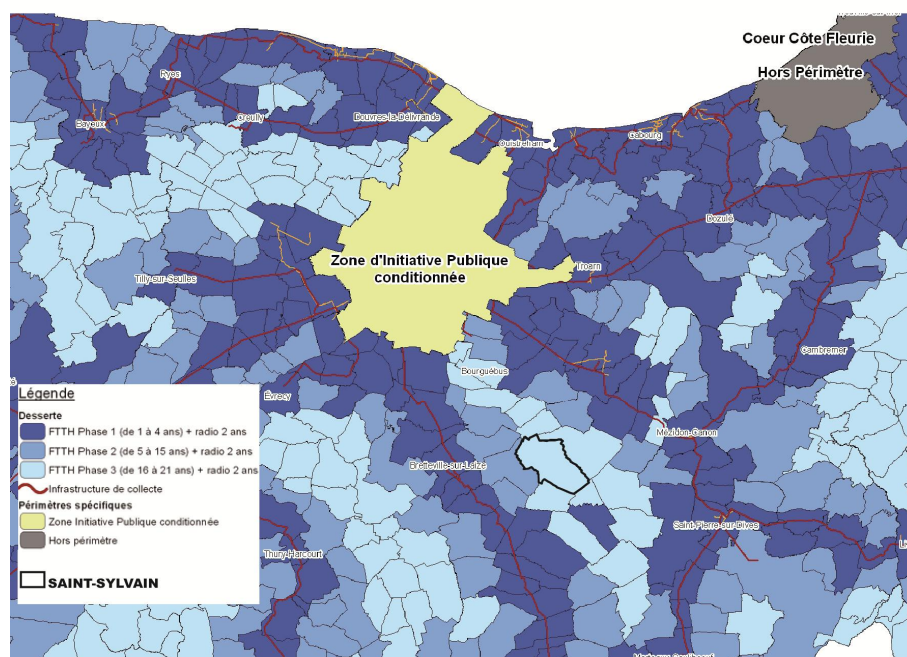 Coeur Côte Fleurie
Hors Périmètre
Ryes
Bayeux
Creully
Douvres-la-Délivrande
Ouistreham
Cabourg
Dozulé
Zone d'Initiative Publique
conditionnée
Troarn
Tilly-sur-Seulles
Cambremer
Bourguébus
Évrecy
Mézidon-Canon
Bretteville-sur-Laize
Saint-Pierre-sur-Dives
Thury-Harcourt
Légende
Desserte
FTTH Phase 1 (de 1 à 4 ans) + radio 2 ans
FTTH Phase 2 (de 5 à 15 ans) + radio 2 ans
FTTH Phase 3 (de 16 à 21 ans) + radio 2 ans
Infrastructure de collecte
Périmètres spécifiques
Zone Initiative Publique conditionnée
Hors périmètre
SAINT-SYLVAIN